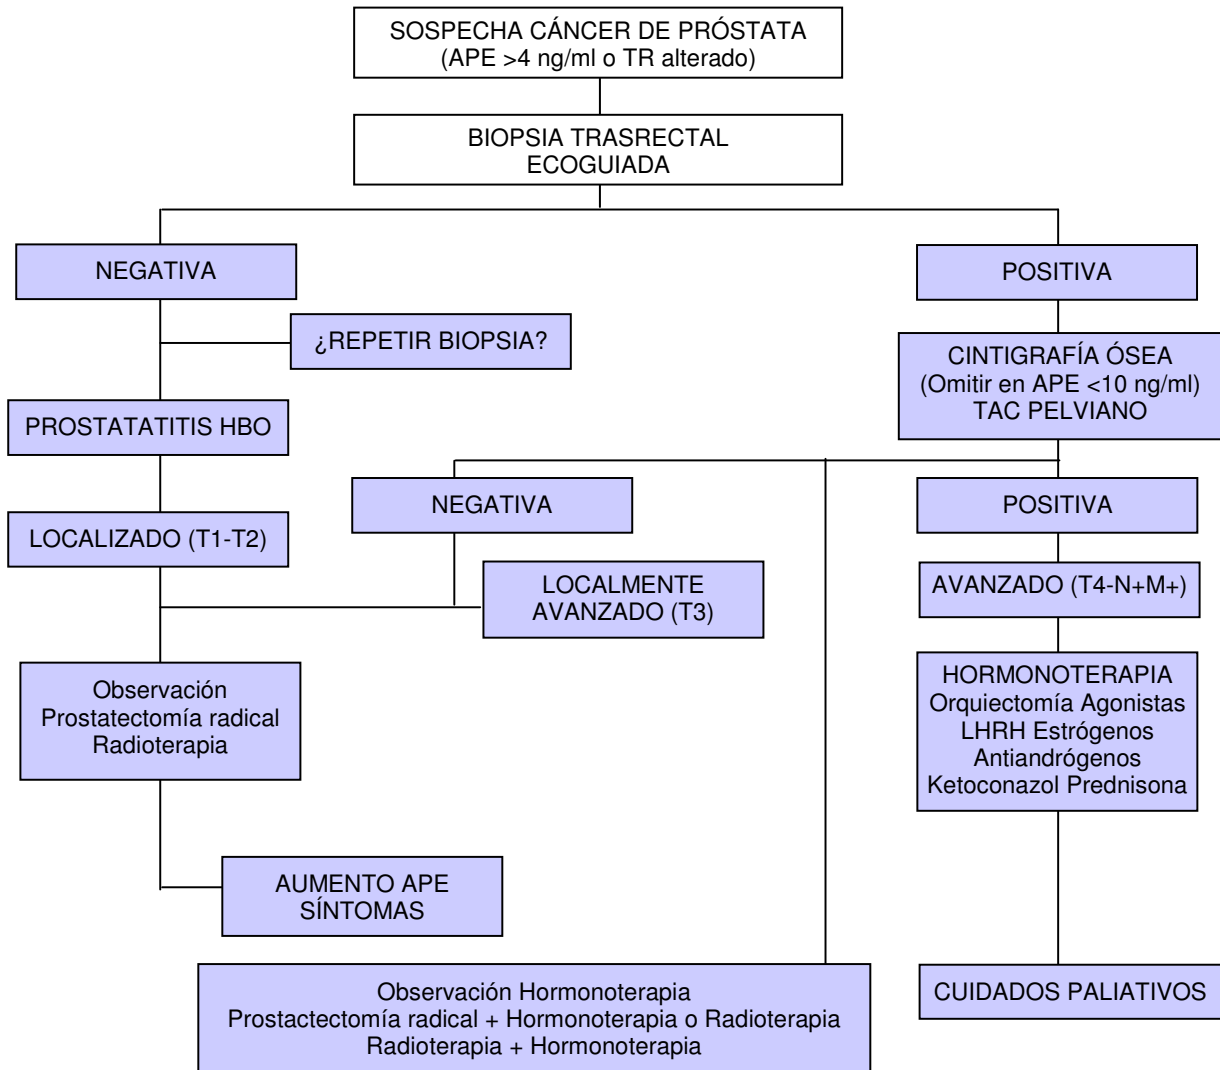 SOSPECHA CÁNCER DE PRÓSTATA
(APE >4 ng/ml o TR alterado)
BIOPSIA TRASRECTAL
ECOGUIADA
NEGATIVA
POSITIVA
¿REPETIR BIOPSIA?
CINTIGRAFÍA ÓSEA
(Omitir en APE <10 ng/ml)
TAC PELVIANO
PROSTATATITIS HBO
NEGATIVA
POSITIVA
LOCALIZADO (T1-T2)
LOCALMENTE
AVANZADO (T3)
AVANZADO (T4-N+M+)
Observación
Prostatectomía radical
Radioterapia
HORMONOTERAPIA
Orquiectomía Agonistas
LHRH Estrógenos
Antiandrógenos
Ketoconazol Prednisona
AUMENTO APE
SÍNTOMAS
Observación Hormonoterapia
Prostactectomía radical + Hormonoterapia o Radioterapia
Radioterapia + Hormonoterapia
CUIDADOS PALIATIVOS